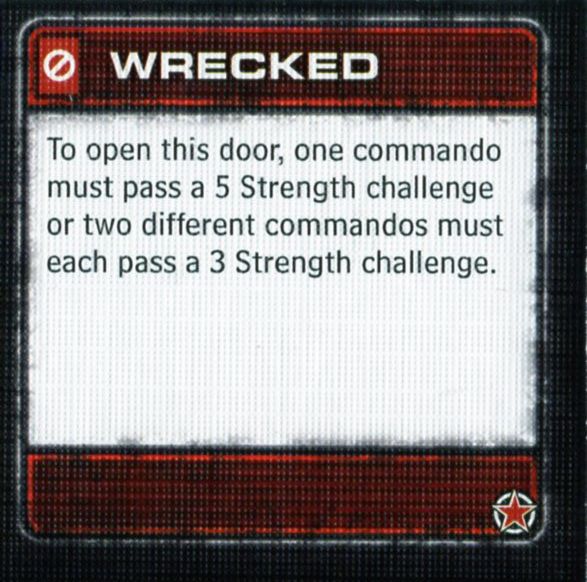 WRECKED
To open this door, one commando
must pass a 5 Strength challenge
or two different commandos must
each pass a 3 Strength challenge.